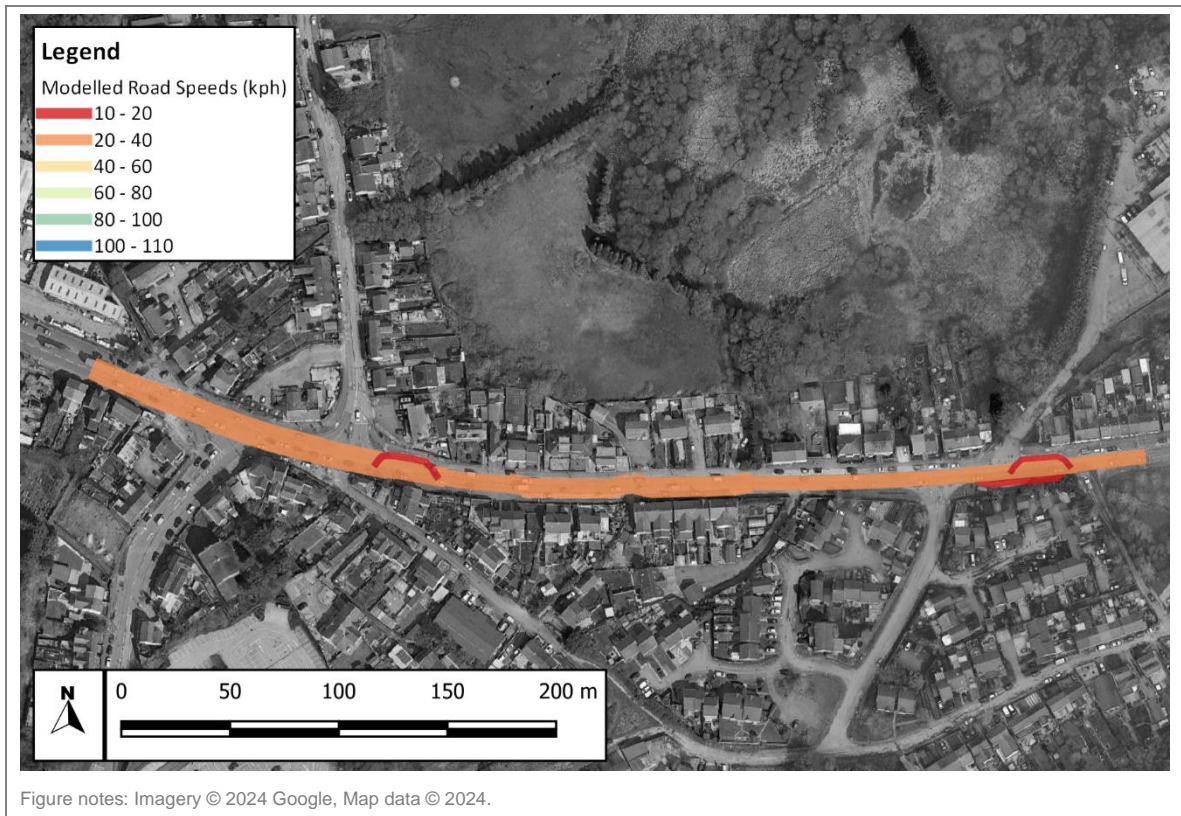 Legend
Modelled Road Speeds (kph)
10 - 20
20 - 40
40 - 60
60 - 80
80 - 100
100 - 110
N
0 50 100 150 200 m
Figure notes: Imagery © 2024 Google, Map data © 2024.